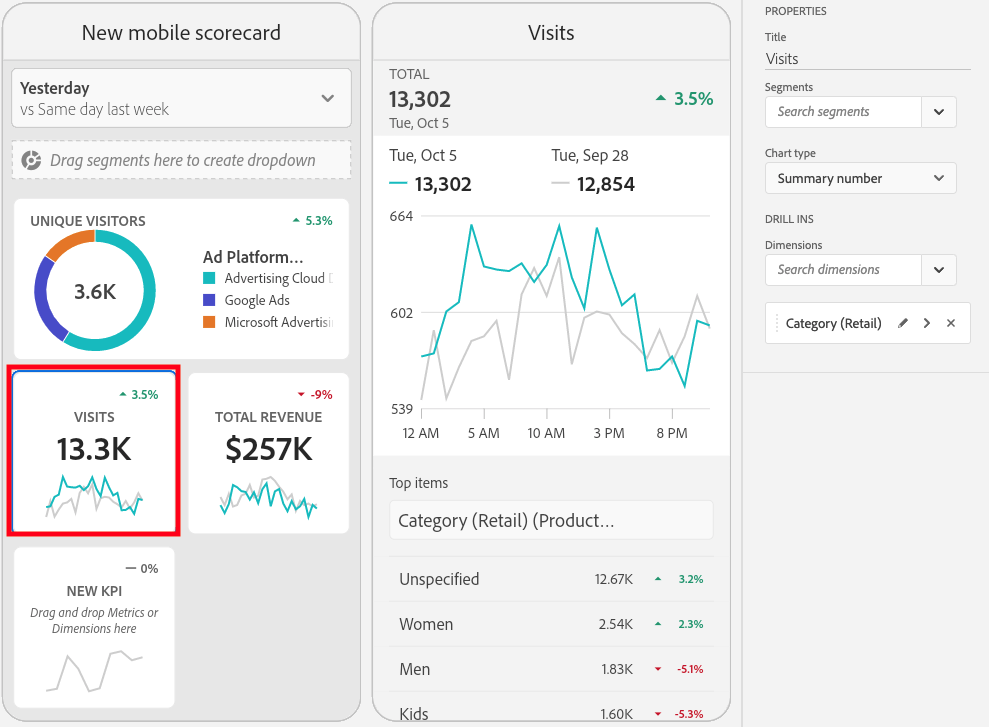 New mobile scorecard
Yesterday
vs Same day last week
Drag segments here to create dropdown
UNIQUE VISITORS
5.3%
3.6K
Ad Platform...
Advertising Cloud
Google Ads
Microsoft Advertisi
3.5%
VISITS
13.3K
-9%
TOTAL REVENUE
$257K
0%
NEW KPI
Drag and drop Metrics or
Dimensions here
Visits
TOTAL
13,302
3.5%
Tue, Oct 5
Tue, Oct 5
Tue, Sep 28
13,302
12,854
664
602
539
12 AM 5 AM 10 AM 3 PM 8 PM
Top items
Category (Retail) (Product...
Unspecified 12.67K 3.2%
Women 2.54K 2.3%
Men 1.83K -5.1%
Kids 1.60K -5.3%
PROPERTIES
Title
Visits
Segments
Search segments
Chart type
Summary number
DRILL INS
Dimensions
Search dimensions
Category (Retail)